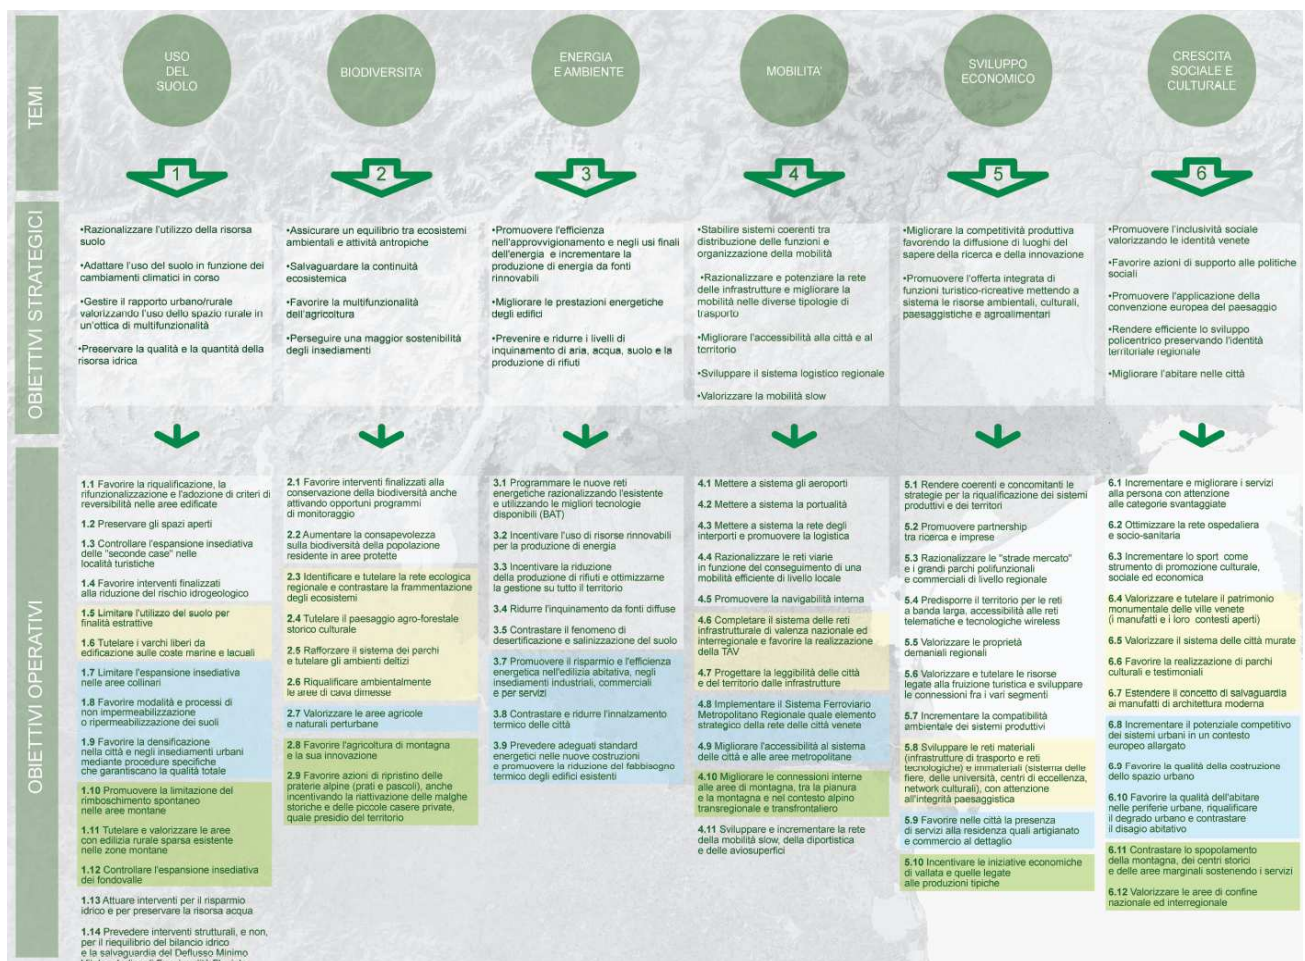 TEMI
USO
DEL
SUOLO
BIODIVERSITA'
ENERGIA
E AMBIENTE
MOBILITA'
SVILUPPO
ECONOMICO
CRESCITA
SOCIALE E
CULTURALE
1
2
3
4
5
6
OBIETTIVI STRATEGICI
•Razionalizzare l'utilizzo della risorsa
suolo
•Adattare l'uso del suolo in funzione dei
cambiamenti climatici in corso
•Gestire il rapporto urbano/rurale
valorizzando l'uso dello spazio rurale in
un'ottica di multifunzionalità
•Preservare la qualità e la quantità della
risorsa idrica
•Assicurare un equilibrio tra ecosistemi
ambientali e attività antropiche
•Salvaguardare la continuità
ecosistemica
•Favorire la multifunzionalità
dell'agricoltura
•Perseguire una maggior sostenibilità
degli insediamenti
•Promuovere l'efficienza
nell'approvvigionamento e negli usi finali
dell'energia e incrementare la
produzione di energia da fonti
rinnovabili
•Migliorare le prestazioni energetiche
degli edifici
•Prevenire e ridurre i livelli di
inquinamento di aria, acqua, suolo e la
produzione di rifiuti
•Stabilire sistemi coerenti tra
distribuzione delle funzioni e
organizzazione della mobilità
•Razionalizzare e potenziare la rete
delle infrastrutture e migliorare la
mobilità nelle diverse tipologie di
trasporto
•Migliorare l'accessibilità alla città e al
territorio
•Sviluppare il sistema logistico regionale
•Valorizzare la mobilità slow
•Migliorare la competitività produttiva
favorendo la diffusione di luoghi del
sapere della ricerca e della innovazione
•Promuovere l'offerta integrata di
funzioni turistico-ricreative mettendo a
sistema le risorse ambientali, culturali,
paesaggistiche e agroalimentari
•Promuovere l'inclusività sociale
valorizzando le identità venete
•Favorire azioni di supporto alle politiche
sociali
•Promuovere l'applicazione della
convenzione europea del paesaggio
•Rendere efficiente lo sviluppo
policentrico preservando l'identità
territoriale regionale
•Migliorare l'abitare nelle città
OBIETTIVI OPERATIVI
1.1 Favorire la riqualificazione, la
rifunzionalizzazione e l'adozione di criteri di
reversibilità nelle aree edificate
1.2 Preservare gli spazi aperti
1.3 Controllare l'espansione insediativa
delle "seconde case" nelle
località turistiche
1.4 Favorire interventi finalizzati
alla riduzione del rischio idrogeologico
1.5 Limitare l'utilizzo del suolo per
finalità estrattive
1.6 Tutelare i varchi liberi da
edificazione sulle coste marine e lacuali
1.7 Limitare l'espansione insediativa
nelle aree collinari
1.8 Favorire modalità e processi di
non impermeabilizzazione
o ripermeabilizzazione dei suoli
1.9 Favorire la densificazione
nella città e negli insediamenti urbani
mediante procedure specifiche
che garantiscano la qualità totale
1.10 Promuovere la limitazione del
rimboschimento spontaneo
nelle aree montane
1.11 Tutelare e valorizzare le aree
con edilizia rurale sparsa esistente
nelle zone montane
1.12 Controllare l'espansione insediativa
dei fondovalle
1.13 Attuare interventi per il risparmio
idrico e per preservare la risorsa acqua
1.14 Prevedere interventi strutturali, e non,
per il riequilibrio del bilancio idrico
e la salvaguardia del Deflusso Minimo
2.1 Favorire interventi finalizzati alla
conservazione della biodiversità anche
attivando opportuni programmi
di monitoraggio
2.2 Aumentare la consapevolezza
sulla biodiversità della popolazione
residente in aree protette
2.3 Identificare e tutelare la rete ecologica
regionale e contrastare la frammentazione
degli ecosistemi
2.4 Tutelare il paesaggio agro-forestale
storico culturale
2.5 Rafforzare il sistema dei parchi
e tutelare gli ambienti deltizi
2.6 Riqualificare ambientalmente
le aree di cava dimesse
2.7 Valorizzare le aree agricole
e naturali perturbane
2.8 Favorire l'agricoltura di montagna
e la sua innovazione
2.9 Favorire azioni di ripristino delle
praterie alpine (prati e pascoli), anche
incentivando la riattivazione delle malghe
storiche e delle piccole casere private,
quale presidio del territorio
3.1 Programmare le nuove reti
energetiche razionalizzando l'esistente
e utilizzando le migliori tecnologie
disponibili (BAT)
3.2 Incentivare l'uso di risorse rinnovabili
per la produzione di energia
3.3 Incentivare la riduzione
della produzione di rifiuti e ottimizzarne
la gestione su tutto il territorio
3.4 Ridurre l'inquinamento da fonti diffuse
3.5 Contrastare il fenomeno di
desertificazione e salinizzazione del suolo
3.7 Promuovere il risparmio e l'efficienza
energetica nell'edilizia abitativa, negli
insediamenti industriali, commerciali
e per servizi
3.8 Contrastare e ridurre l'innalzamento
termico delle città
3.9 Prevedere adeguati standard
energetici nelle nuove costruzioni
e promuovere la riduzione del fabbisogno
termico degli edifici esistenti
4.1 Mettere a sistema gli aeroporti
4.2 Mettere a sistema la portualità
4.3 Mettere a sistema la rete degli
interporti e promuovere la logistica
4.4 Razionalizzare le reti viarie
in funzione del conseguimento di una
mobilità efficiente di livello locale
4.5 Promuovere la navigabilità interna
4.6 Completare il sistema delle reti
infrastrutturale di valenza nazionale ed
interregionale e favorire la realizzazione
della TAV
4.7 Progettare la leggibilità delle città
e del territorio dalle infrastrutture
4.8 Implementare il Sistema Ferroviario
Metropolitano Regionale quale elemento
strategico della rete delle città venete
4.9 Migliorare l'accessibilità al sistema
delle città e alle aree metropolitane
4.10 Migliorare le connessioni interne
alle aree di montagna, tra la pianura
e la montagna e nel contesto alpino
transregionale e transfrontaliero
4.11 Sviluppare e incrementare la rete
della mobilità slow, della diportistica
e delle aviosuperfici
5.1 Rendere coerenti e concomitanti le
strategie per la riqualificazione dei sistemi
produttivi e dei territori
5.2 Promuovere partnership
tra ricerca e imprese
5.3 Razionalizzare le "strade mercato"
e i grandi parchi polifunzionali
e commerciali di livello regionale
5.4 Predisporre il territorio per le reti
a banda larga, accessibilità alle reti
telematiche e tecnologiche wireless
5.5 Valorizzare le proprietà
demaniali regionali
5.6 Valorizzare e tutelare le risorse
legate alla fruizione turistica e sviluppare
le connessioni fra i vari segmenti
5.7 Incrementare la compatibilità
ambientale dei sistemi produttivi
5.8 Sviluppare le reti materiali
(infrastrutture di trasporto e reti
tecnologiche) e immateriali (sistema delle
fiere, delle università, centri di eccellenza,
network culturali), con attenzione
all'integrità paesaggistica
5.9 Favorire nelle città la presenza
di servizi alla residenza quali artigianato
e commercio al dettaglio
5.10 Incentivare le iniziative economiche
di vallata e quelle legate
alle produzioni tipiche
6.1 Incrementare e migliorare i servizi
alla persona con attenzione
alle categorie svantaggiate
6.2 Ottimizzare la rete ospedaliera
e socio-sanitaria
6.3 Incrementare lo sport come
strumento di promozione culturale,
sociale ed economica
6.4 Valorizzare e tutelare il patrimonio
monumentale delle ville venete
(i manufatti e i loro contesti aperti)
6.5 Valorizzare il sistema delle città murate
6.6 Favorire la realizzazione di parchi
culturali e testimoniali
6.7 Estendere il concetto di salvaguardia
ai manufatti di architettura moderna
6.8 Incrementare il potenziale competitivo
dei sistemi urbani in un contesto
europeo allargato
6.9 Favorire la qualità della costruzione
dello spazio urbano
6.10 Favorire la qualità dell'abitare
nelle periferie urbane, riqualificare
il degrado urbano e contrastare
il disagio abitativo
6.11 Contrastare lo spopolamento
della montagna, dei centri storici
e delle aree marginali sostenendo i servizi
6.12 Valorizzare le aree di confine
nazionale ed interregionale